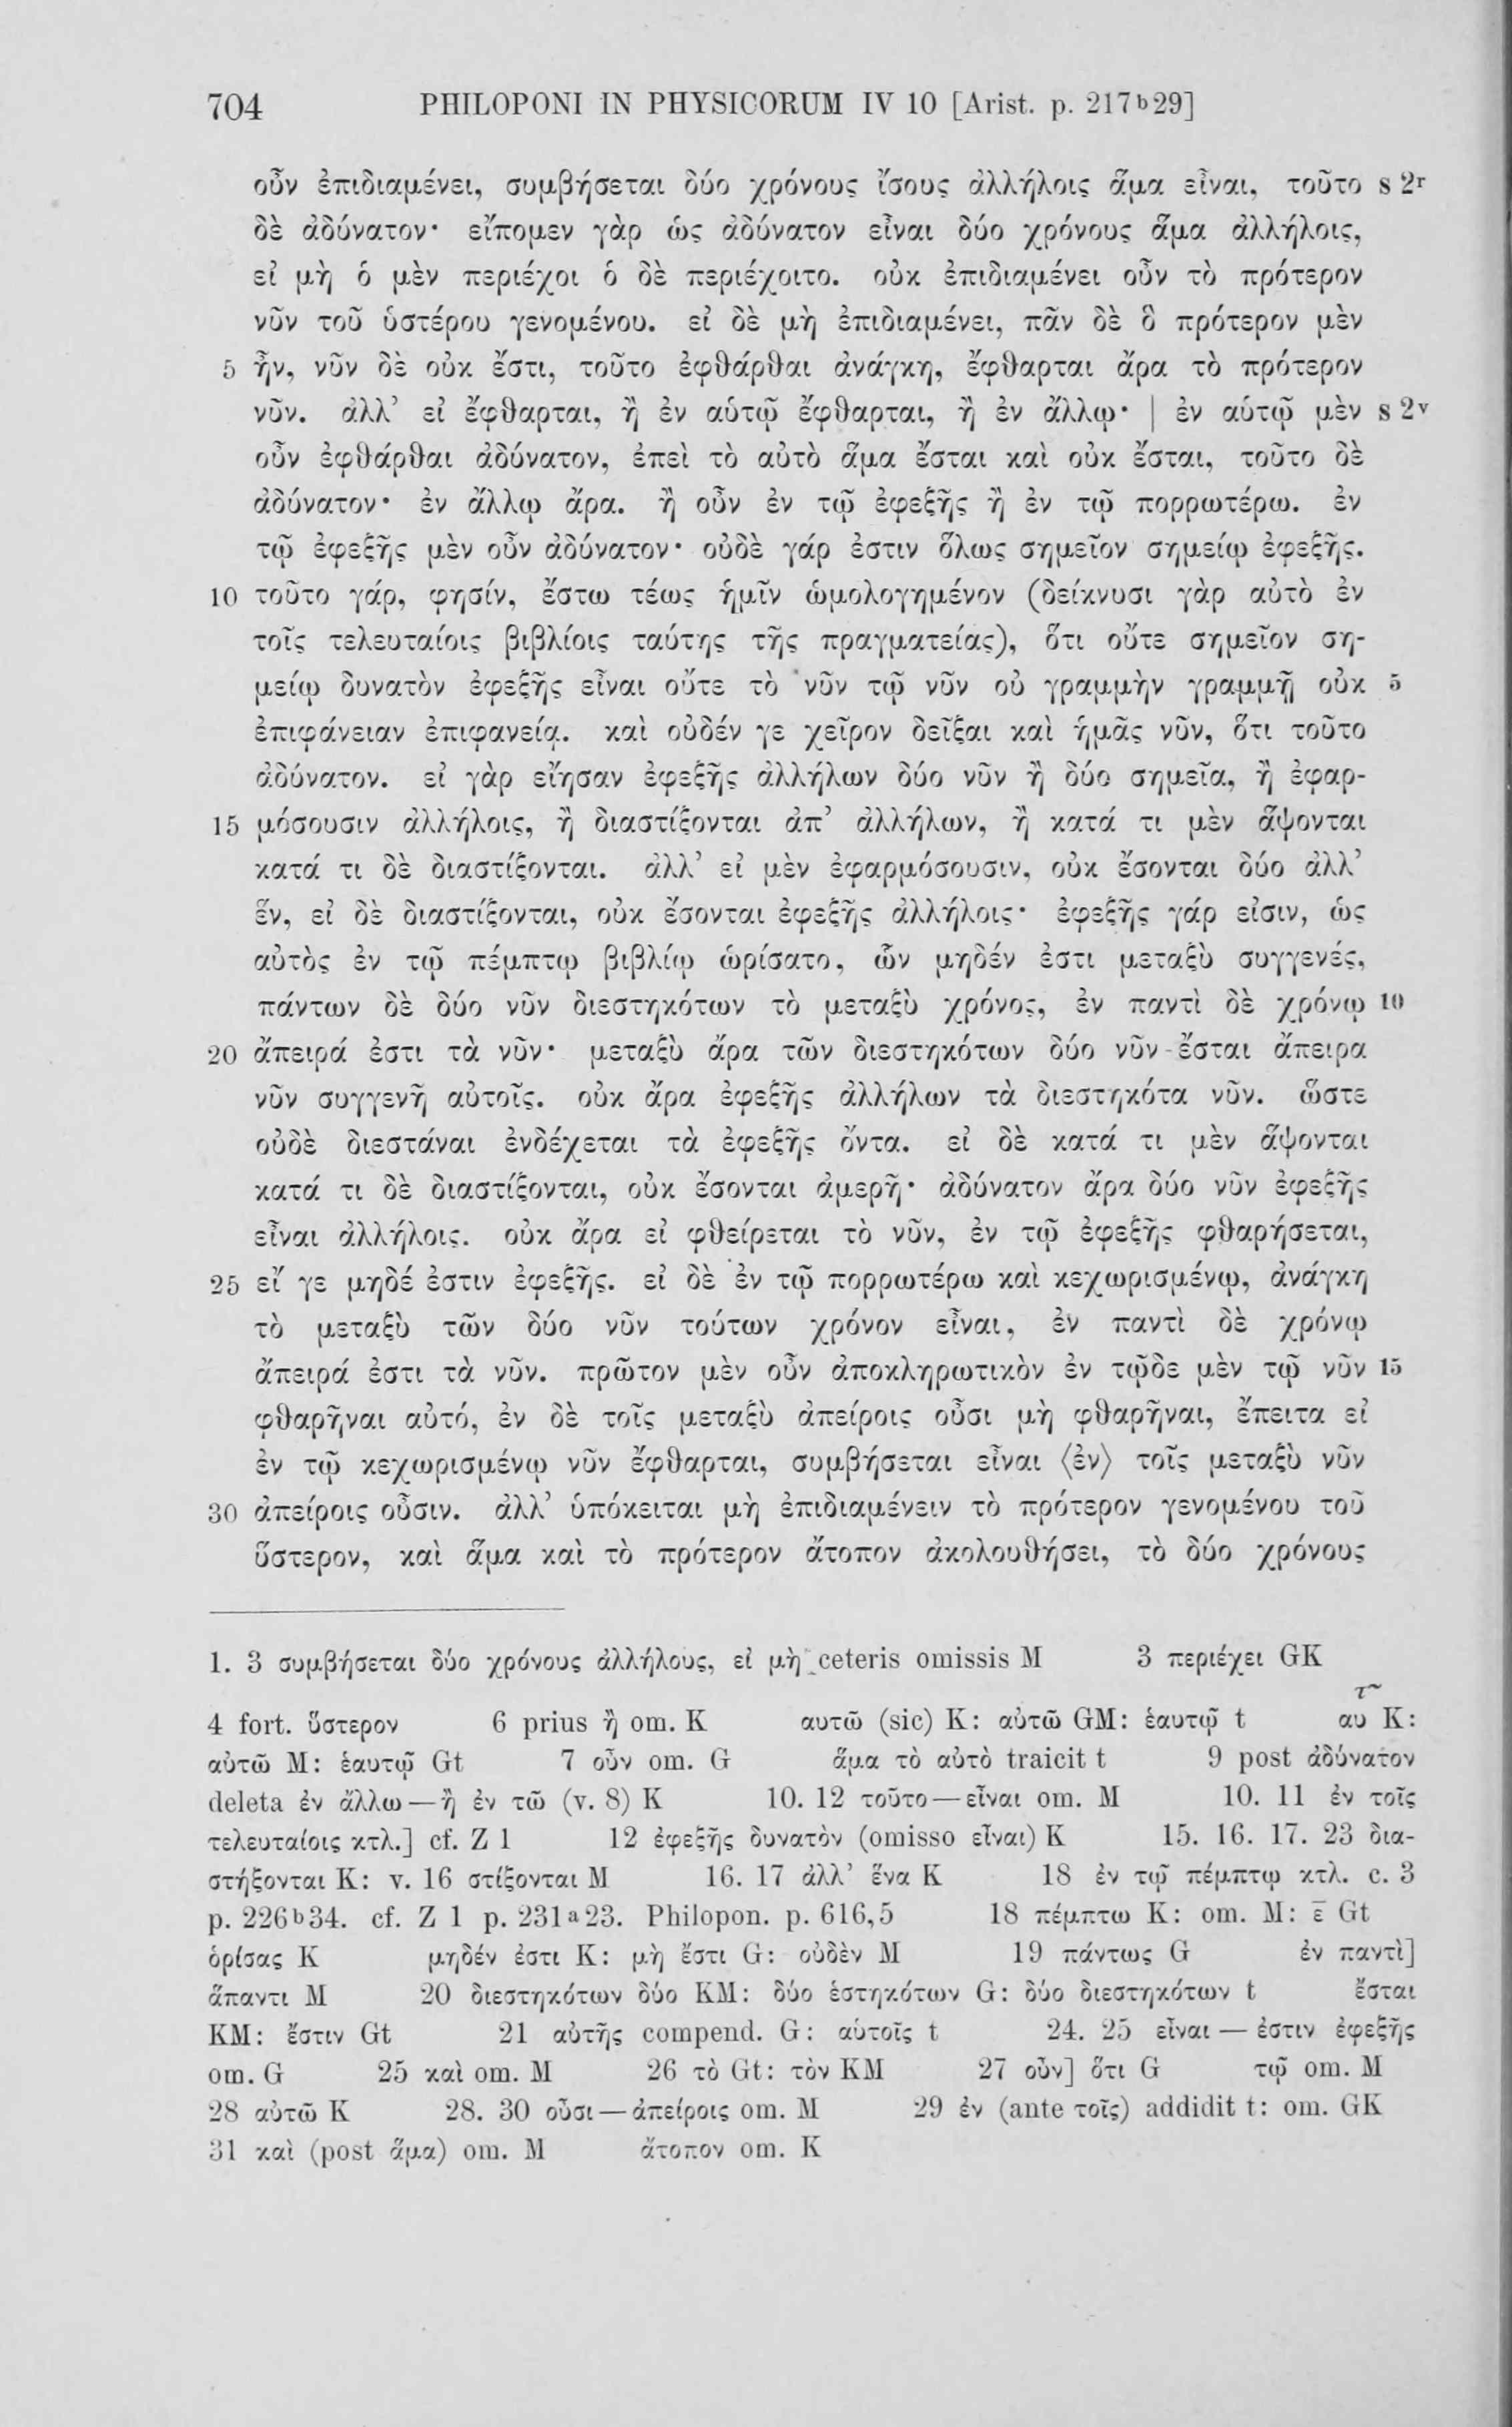 704 PHILOPONI IN PHYSICORUM IV 10 [Arist. p. 217ᵇ29]
οὖν ἐπιδιαμένει, συμβήσεται δύο χρόνους ἴσους ἀλλήλοις ἅμα εἶναι, τοῦτο s 2ʳ
δὲ ἀδύνατον· εἴπομεν γὰρ ὡς ἀδύνατον εἶναι δύο χρόνους ἅμα ἀλλήλοις,
εἰ μὴ ὁ μὲν περιέχοι ὁ δὲ περιέχοιτο. οὐκ ἐπιδιαμένει οὖν τὸ πρότερον
νῦν τοῦ ὑστέρου γενομένου. εἰ δὲ μὴ ἐπιδιαμένει, πᾶν δὲ ὃ πρότερον μὲν
5 ἦν, νῦν δὲ οὐκ ἔστι, τοῦτο ἐφθάρθαι ἀνάγκη, ἔφθαρται ἄρα τὸ πρότερον
νῦν. ἀλλ’ εἰ ἔφθαρται, ἢ ἐν αὑτῷ ἔφθαρται, ἢ ἐν ἄλλῳ· | ἐν αὑτῷ μὲν s 2ᵛ
οὖν ἐφθάρθαι ἀδύνατον, ἐπεὶ τὸ αὐτὸ ἅμα ἔσται καὶ οὐκ ἔσται, τοῦτο δὲ
ἀδύνατον· ἐν ἄλλῳ ἄρα. ἢ οὖν ἐν τῷ ἐφεξῆς ἢ ἐν τῷ πορρωτέρω. ἐν
τῷ ἐφεξῆς μὲν οὖν ἀδύνατον· οὐδὲ γάρ ἐστιν ὅλως σημεῖον σημείῳ ἐφεξῆς.
10 τοῦτο γάρ, φησίν, ἔστω τέως ἡμῖν ὡμολογημένον (δείκνυσι γὰρ αὐτὸ ἐν
τοῖς τελευταίοις βιβλίοις ταύτης τῆς πραγματείας), ὅτι οὔτε σημεῖον ση-
μείῳ δυνατὸν ἐφεξῆς εἶναι οὔτε τὸ νῦν τῷ νῦν οὐ γραμμὴν γραμμῇ οὐκ 5
ἐπιφάνειαν ἐπιφανείᾳ. καὶ οὐδέν γε χεῖρον δεῖξαι καὶ ἡμᾶς νῦν, ὅτι τοῦτο
ἀδύνατον. εἰ γὰρ εἴησαν ἐφεξῆς ἀλλήλων δύο νῦν ἢ δύο σημεῖα, ἢ ἐφαρ-
15 μόσουσιν ἀλλήλοις, ἢ διαστίξονται ἀπ’ ἀλλήλων, ἢ κατά τι μὲν ἅψονται
κατά τι δὲ διαστίξονται. ἀλλ’ εἰ μὲν ἐφαρμόσουσιν, οὐκ ἔσονται δύο ἀλλ’
ἕν, εἰ δὲ διαστίξονται, οὐκ ἔσονται ἐφεξῆς ἀλλήλοις· ἐφεξῆς γάρ εἰσιν, ὡς
αὐτὸς ἐν τῷ πέμπτῳ βιβλίῳ ὡρίσατο, ὧν μηδέν ἐστι μεταξὺ συγγενές,
πάντων δὲ δύο νῦν διεστηκότων τὸ μεταξὺ χρόνος, ἐν παντὶ δὲ χρόνῳ 10
20 ἄπειρά ἐστι τὰ νῦν· μεταξὺ ἄρα τῶν διεστηκότων δύο νῦν ἔσται ἄπειρα
νῦν συγγενῆ αὐτοῖς. οὐκ ἄρα ἐφεξῆς ἀλλήλων τὰ διεστηκότα νῦν. ὥστε
οὐδὲ διεστάναι ἐνδέχεται τὰ ἐφεξῆς ὄντα. εἰ δὲ κατά τι μὲν ἅψονται
κατά τι δὲ διαστίξονται, οὐκ ἔσονται ἀμερῆ· ἀδύνατον ἄρα δύο νῦν ἐφεξῆς
εἶναι ἀλλήλοις. οὐκ ἄρα εἰ φθείρεται τὸ νῦν, ἐν τῷ ἐφεξῆς φθαρήσεται,
25 εἴ γε μηδέ ἐστιν ἐφεξῆς. εἰ δὲ ἐν τῷ πορρωτέρω καὶ κεχωρισμένῳ, ἀνάγκη
τὸ μεταξὺ τῶν δύο νῦν τούτων χρόνον εἶναι, ἐν παντὶ δὲ χρόνῳ
ἄπειρά ἐστι τὰ νῦν. πρῶτον μὲν οὖν ἀποκληρωτικὸν ἐν τῷδε μὲν τῷ νῦν 15
φθαρῆναι αὐτό, ἐν δὲ τοῖς μεταξὺ ἀπείροις οὖσι μὴ φθαρῆναι, ἔπειτα εἰ
ἐν τῷ κεχωρισμένῳ νῦν ἔφθαρται, συμβήσεται εἶναι ⟨ἐν⟩ τοῖς μεταξὺ νῦν
30 ἀπείροις οὖσιν. ἀλλ’ ὑπόκειται μὴ ἐπιδιαμένειν τὸ πρότερον γενομένου τοῦ
ὕστερον, καὶ ἅμα καὶ τὸ πρότερον ἄτοπον ἀκολουθήσει, τὸ δύο χρόνους
1. 3 συμβήσεται δύο χρόνους ἀλλήλους, εἰ μὴ ceteris omissis M 3 περιέχει GK
4 fort. ὕστερον 6 prius ἢ om. K αυτῶ (sic) K: αὐτῶ GM: ἑαυτῷ t αυτ͂ K:
αὐτῶ M: ἑαυτῷ Gt 7 οὖν om. G ἅμα τὸ αὐτὸ traicit t 9 post ἀδύνατον
deleta ἐν ἄλλω — ἢ ἐν τῶ (v. 8) K 10. 12 τοῦτο — εἶναι om. M 10. 11 ἐν τοῖς
τελευταίοις κτλ.] cf. Z 1 12 ἐφεξῆς δυνατὸν (omisso εἶναι) K 15. 16. 17. 23 δια-
στήξονται K: v. 16 στίξονται M 16. 17 ἀλλ’ ἕνα K 18 ἐν τῷ πέμπτῳ κτλ. c. 3
p. 226ᵇ34. cf. Z 1 p. 231ᵃ23. Philopon. p. 616,5 18 πέμπτω K: om. M: ε̄ Gt
ὁρίσας K μηδέν ἐστι K: μὴ ἔστι G: οὐδὲν M 19 πάντως G ἐν παντὶ]
ἅπαντι M 20 διεστηκότων δύο KM: δύο ἑστηκότων G: δύο διεστηκότων t ἔσται
KM: ἔστιν Gt 21 αὐτῆς compend. G: αὑτοῖς t 24. 25 εἶναι — ἐστιν ἐφεξῆς
om. G 25 καὶ om. M 26 τὸ Gt: τὸν KM 27 οὖν] ὅτι G τῷ om. M
28 αὐτῶ K 28. 30 οὖσι — ἀπείροις om. M 29 ἐν (ante τοῖς) addidit t: om. GK
31 καὶ (post ἅμα) om. M ἄτοπον om. K